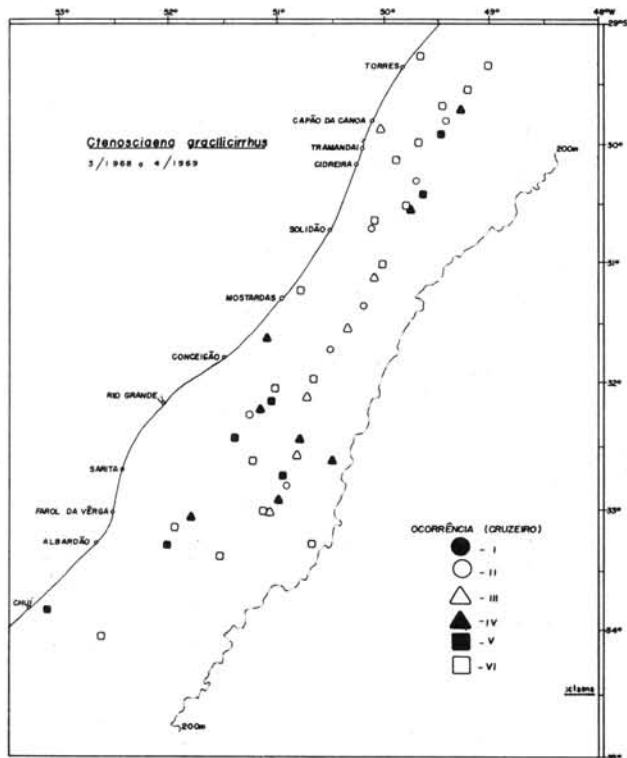 53° 52° 51° 50° 49° 48°W
29°S
TORRES
CAPÃO DA CANOA
Ctenosciaena gracilicirrhus
TRAMANDAÍ
3/1968 a 4/1969
CIDREIRA
200m
30°
SOLIDÃO
31°
MOSTARDAS
CONCEIÇÃO
32°
RIO GRANDE
SARITA
FAROL DA VÊRGA
33°
OCORRÊNCIA (CRUZEIRO)
ALBARDÃO
- I
- II
CHUÍ
- III
- IV
34°
- V
- VI
200m